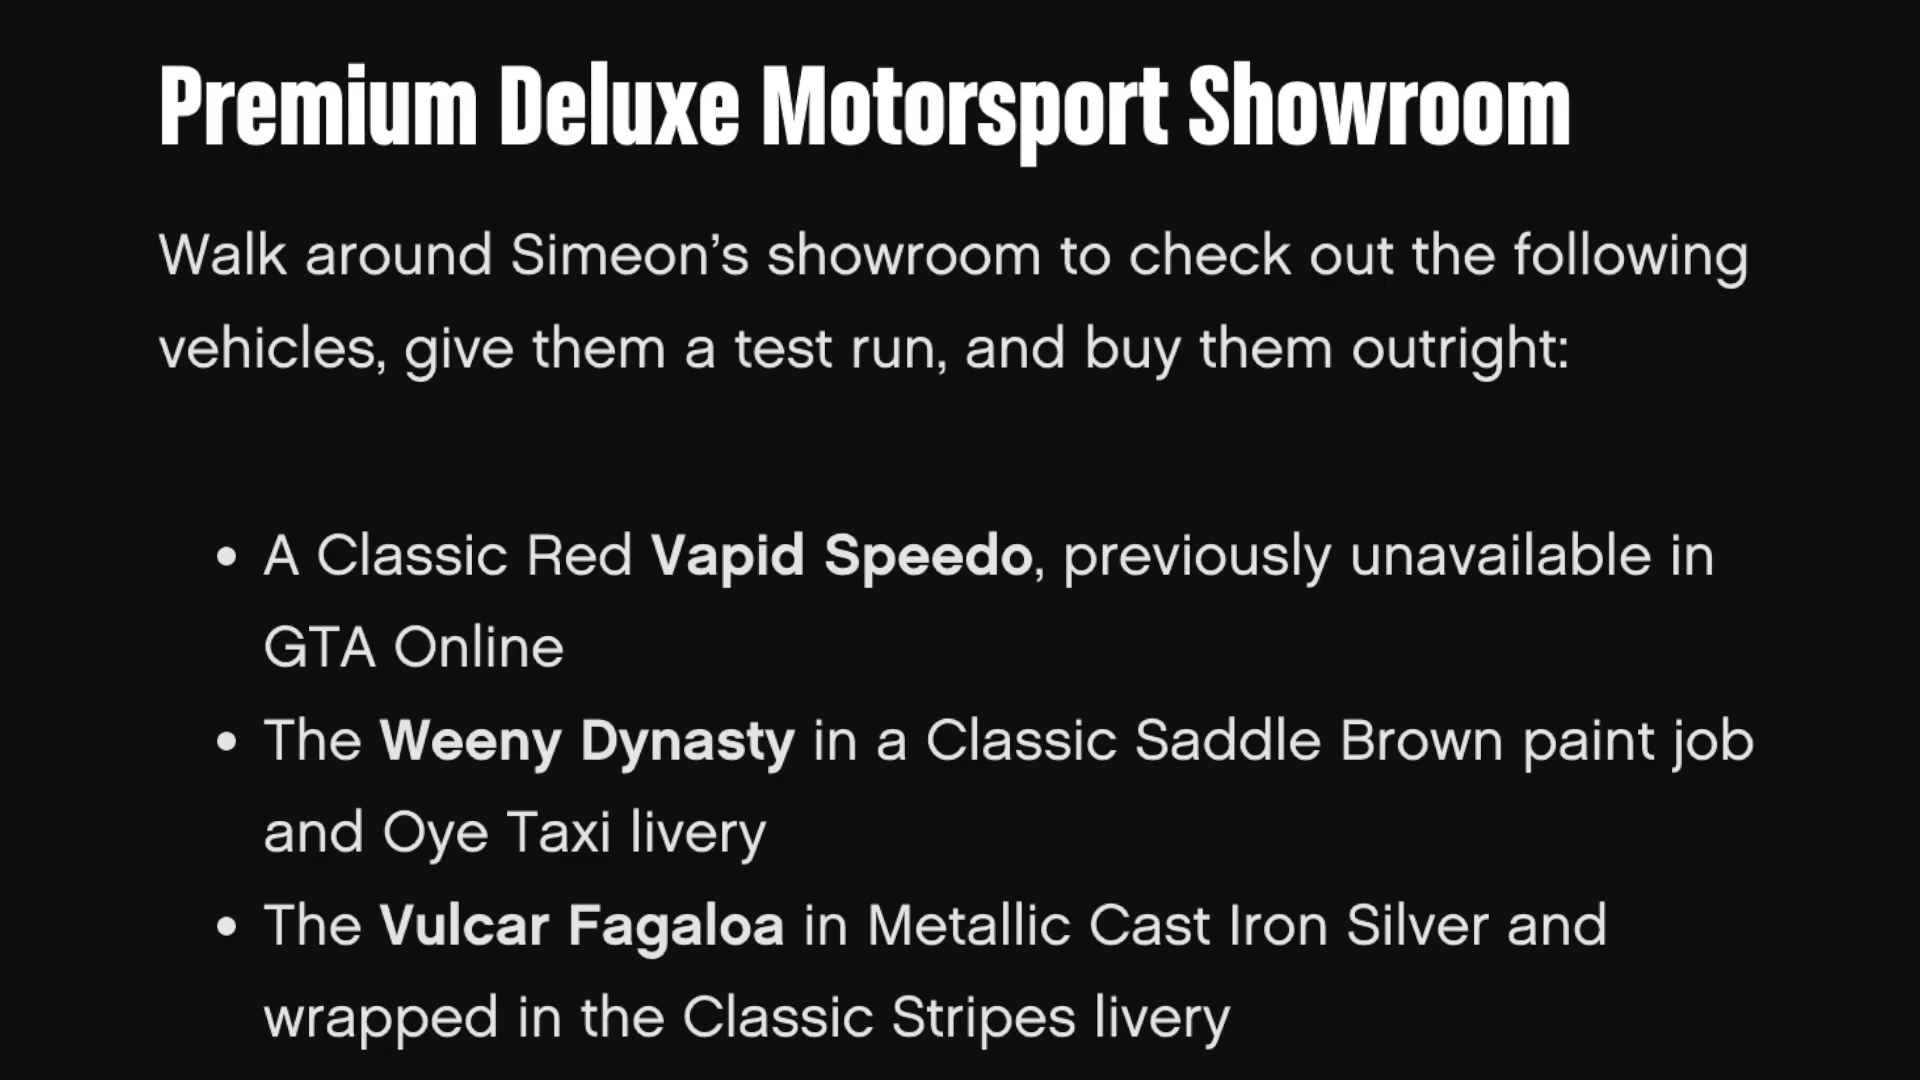 Premium Deluxe Motorsport Showroom
Walk around Simeon’s showroom to check out the following
vehicles, give them a test run, and buy them outright:
• A Classic Red Vapid Speedo, previously unavailable in
GTA Online
• The Weeny Dynasty in a Classic Saddle Brown paint job
and Oye Taxi livery
• The Vulcar Fagaloa in Metallic Cast Iron Silver and
wrapped in the Classic Stripes livery